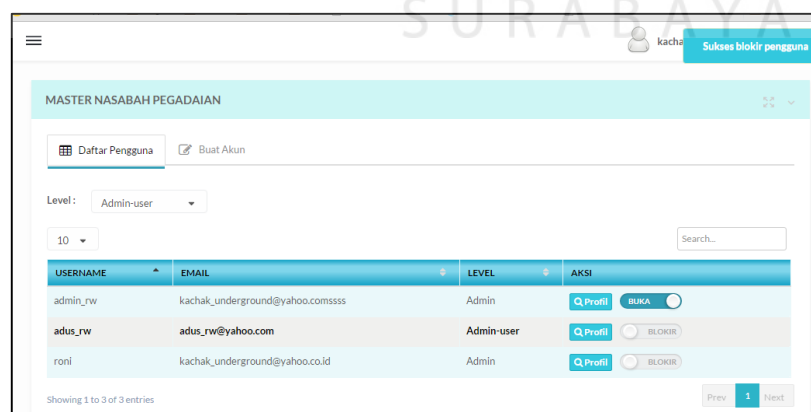 SURABAYA
kacha
Sukses blokir pengguna
MASTER NASABAH PEGADAIAN
Daftar Pengguna Buat Akun
Level : Admin-user
10 Search...
USERNAME EMAIL LEVEL AKSI
admin_rw kachak_underground@yahoo.comssss Admin Profil BUKA
adus_rw adus_rw@yahoo.com Admin-user Profil BLOKIR
roni kachak_underground@yahoo.co.id Admin Profil BLOKIR
Showing 1 to 3 of 3 entries Prev 1 Next